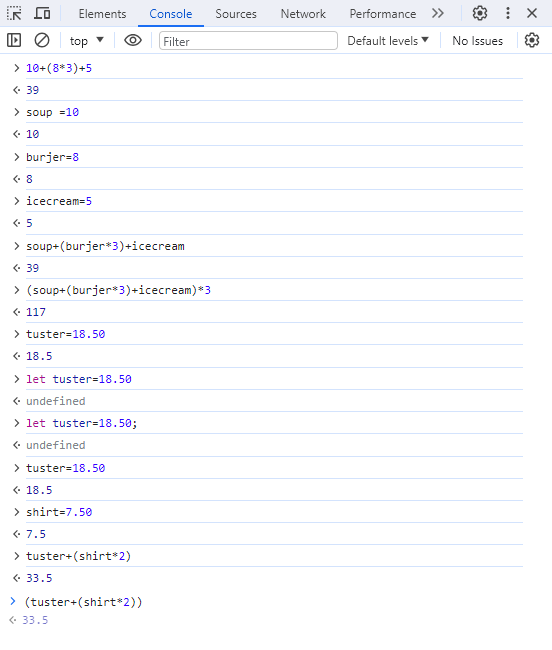 Elements Console Sources Network Performance
top Filter Default levels No Issues
10+(8*3)+5
39
soup =10
10
burjer=8
8
icecream=5
5
soup+(burjer*3)+icecream
39
(soup+(burjer*3)+icecream)*3
117
tuster=18.50
18.5
let tuster=18.50
undefined
let tuster=18.50;
undefined
tuster=18.50
18.5
shirt=7.50
7.5
tuster+(shirt*2)
33.5
(tuster+(shirt*2))
33.5